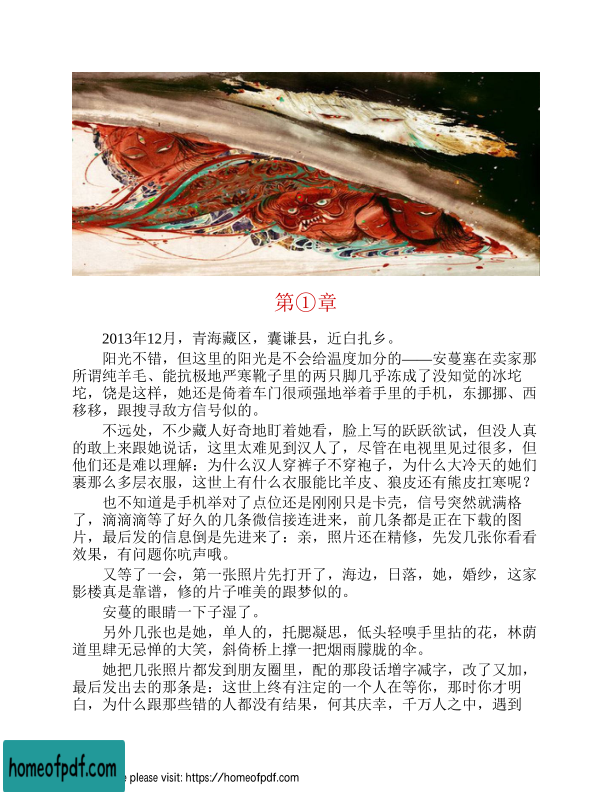 第①章
2013年12月，青海藏区，囊谦县，近白扎乡。
阳光不错，但这里的阳光是不会给温度加分的——安蔓塞在卖家那
所谓纯羊毛、能抗极地严寒靴子里的两只脚几乎冻成了没知觉的冰坨
坨，饶是这样，她还是倚着车门很顽强地举着手里的手机，东挪挪、西
移移，跟搜寻敌方信号似的。
不远处，不少藏人好奇地盯着她看，脸上写的跃跃欲试，但没人真
的敢上来跟她说话，这里太难见到汉人了，尽管在电视里见过很多，但
他们还是难以理解：为什么汉人穿裤子不穿袍子，为什么大冷天的她们
裹那么多层衣服，这世上有什么衣服能比羊皮、狼皮还有熊皮扛寒呢？
也不知道是手机举对了点位还是刚刚只是卡壳，信号突然就满格
了，滴滴滴等了好久的几条微信接连进来，前几条都是正在下载的图
片，最后发的信息倒是先进来了：亲，照片还在精修，先发几张你看看
效果，有问题你吭声哦。
又等了一会，第一张照片先打开了，海边，日落，她，婚纱，这家
影楼真是靠谱，修的片子唯美的跟梦似的。
安蔓的眼睛一下子湿了。
另外几张也是她，单人的，托腮凝思，低头轻嗅手里拈的花，林荫
道里肆无忌惮的大笑，斜倚桥上撑一把烟雨朦胧的伞。
她把几张照片都发到朋友圈里，配的那段话增字减字，改了又加，
最后发出去的那条是：这世上终有注定的一个人在等你，那时你才明
白，为什么跟那些错的人都没有结果，何其庆幸，千万人之中，遇到
homeofpdf.com
e please visit: https://homeofpdf.com